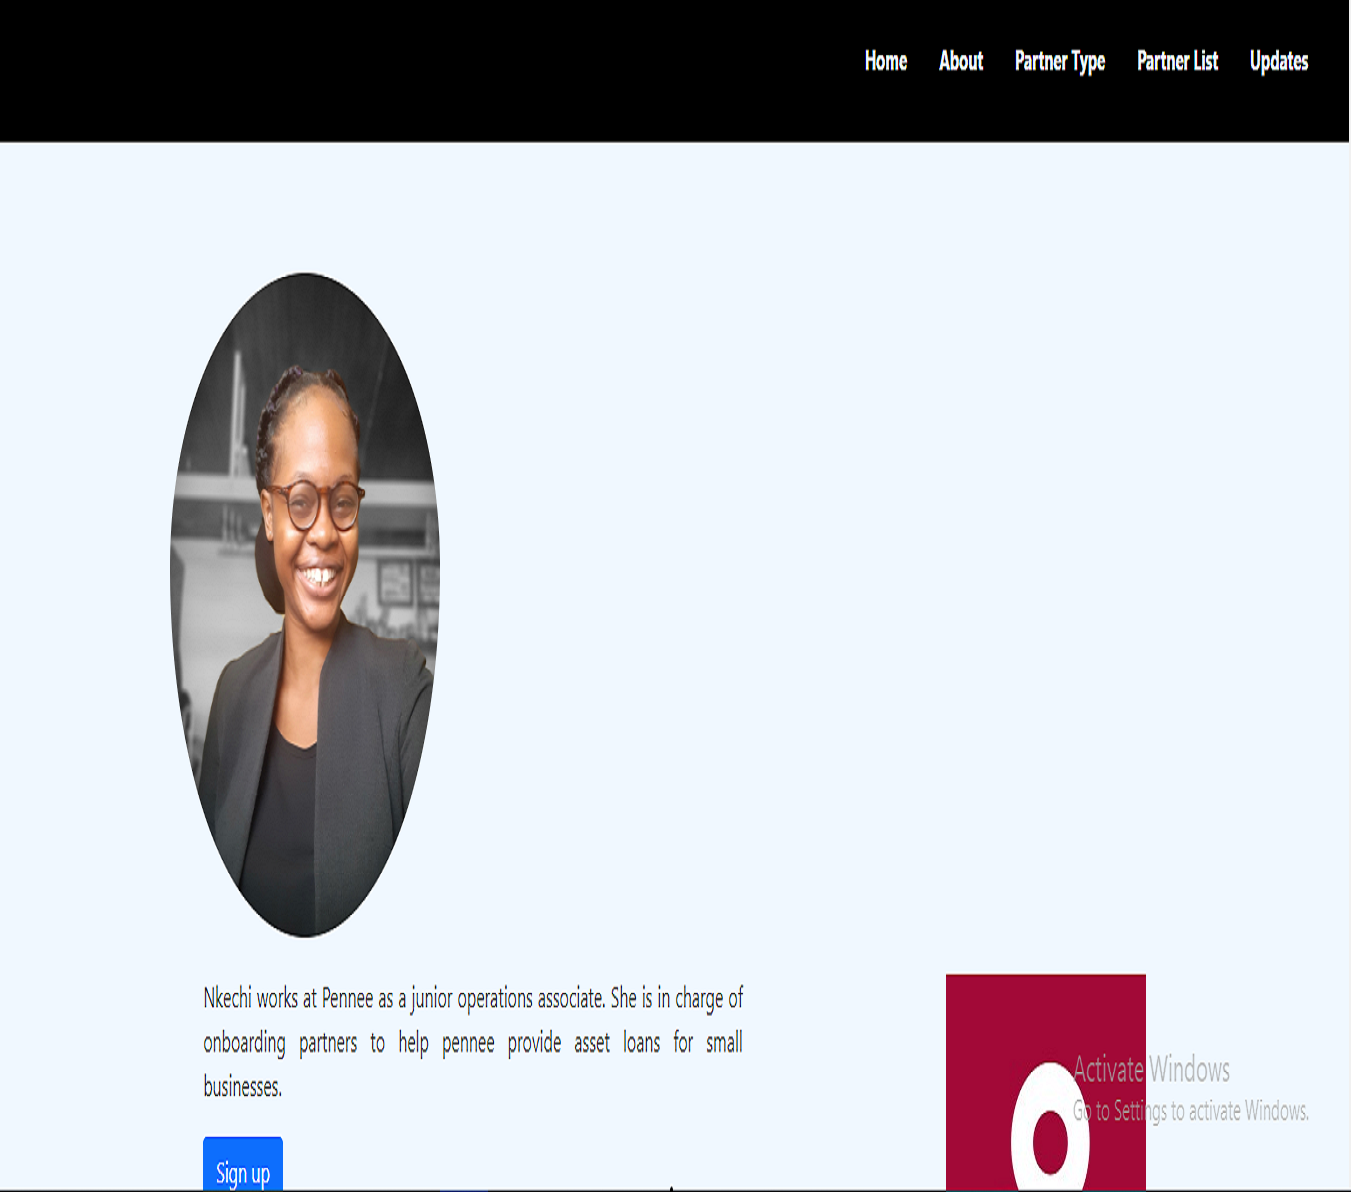 Home About Partner Type Partner List Updates
Nkechi works at Pennee as a junior operations associate. She is in charge of
onboarding partners to help pennee provide asset loans for small
businesses.
Activate Windows
Go to Settings to activate Windows.
Sign up